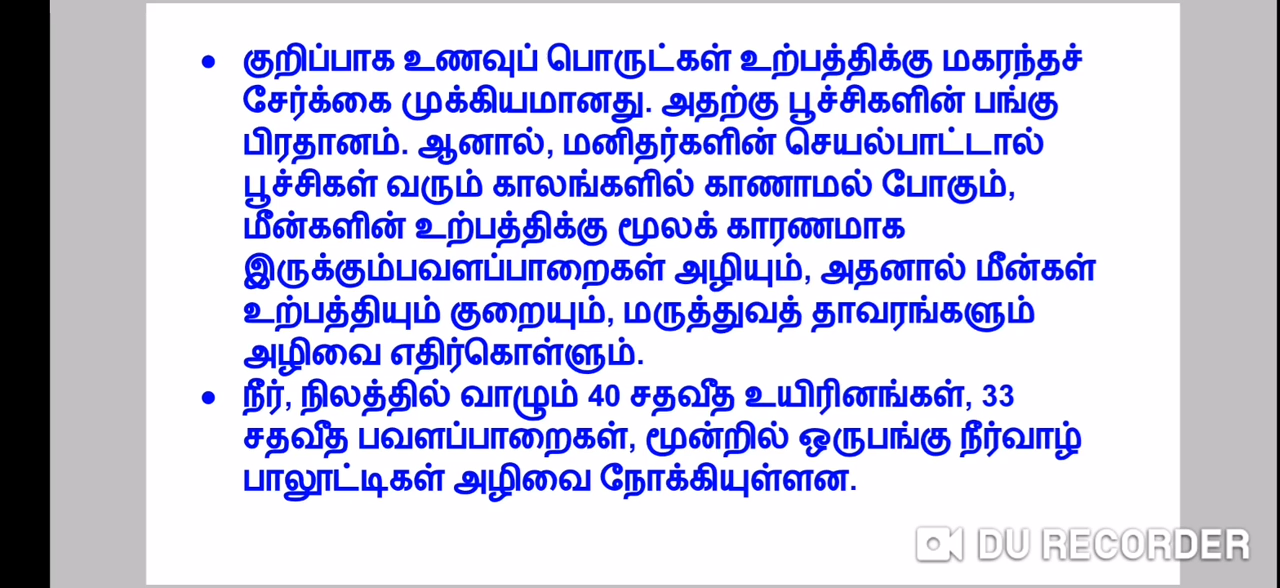 • குறிப்பாக உணவுப் பொருட்கள் உற்பத்திக்கு மகரந்தச்
சேர்க்கை முக்கியமானது. அதற்கு பூச்சிகளின் பங்கு
பிரதானம். ஆனால், மனிதர்களின் செயல்பாட்டால்
பூச்சிகள் வரும் காலங்களில் காணாமல் போகும்,
மீன்களின் உற்பத்திக்கு மூலக் காரணமாக
இருக்கும்பவளப்பாறைகள் அழியும், அதனால் மீன்கள்
உற்பத்தியும் குறையும், மருத்துவத் தாவரங்களும்
அழிவை எதிர்கொள்ளும்.
• நீர், நிலத்தில் வாழும் 40 சதவீத உயிரினங்கள், 33
சதவீத பவளப்பாறைகள், மூன்றில் ஒருபங்கு நீர்வாழ்
பாலூட்டிகள் அழிவை நோக்கியுள்ளன.
DU RECORDER